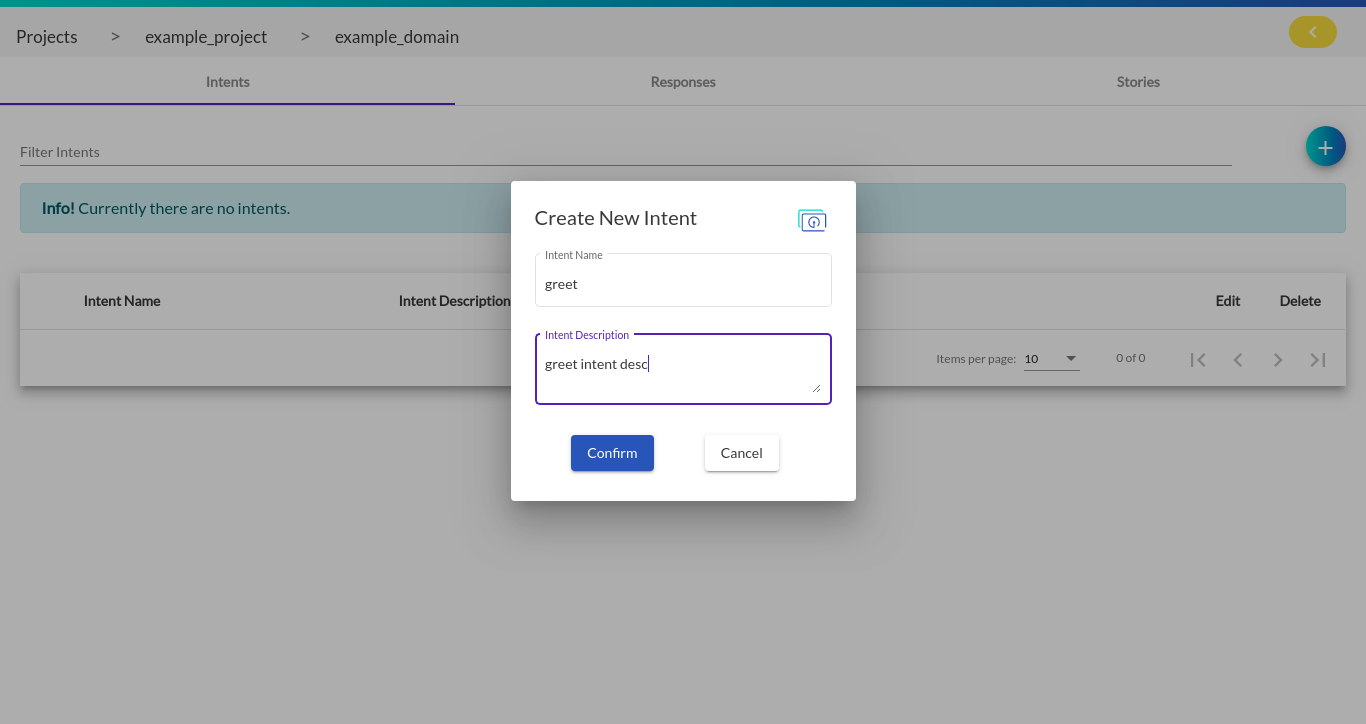 Projects > example_project > example_domain
Intents Responses Stories
Filter Intents
Info! Currently there are no intents.
Create New Intent
Intent Name
greet
Intent Description
greet intent desc
Confirm Cancel
Intent Name Intent Description Edit Delete
Items per page: 10 0 of 0